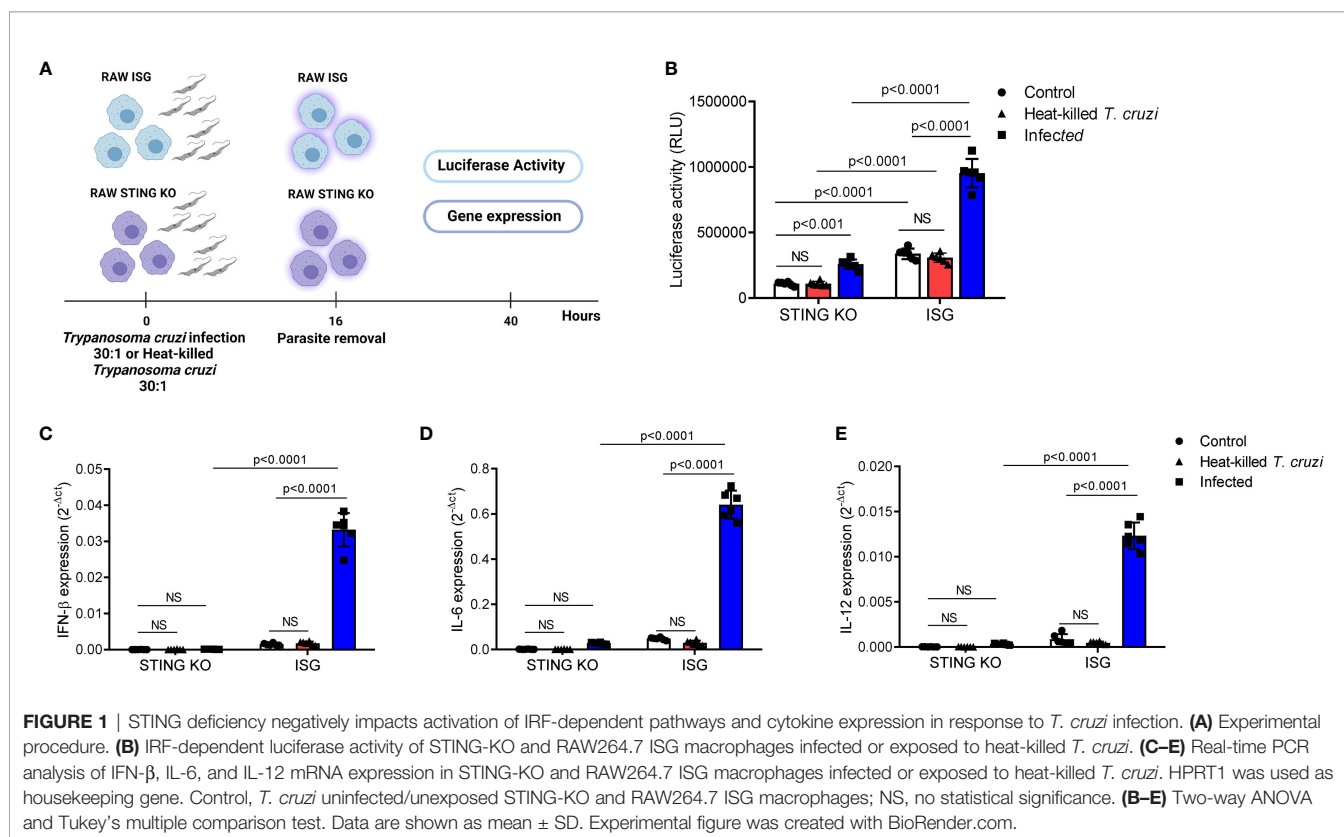 A
RAW ISG
RAW ISG
RAW STING KO
RAW STING KO
Luciferase Activity
Gene expression
0
16
40
Hours
Trypanosoma cruzi infection
30:1 or Heat-killed
Trypanosoma cruzi
30:1
Parasite removal
B
Luciferase activity (RLU)
1500000
1000000
500000
0
p<0.0001
p<0.0001
p<0.0001
p<0.0001
p<0.001
NS
NS
STING KO
ISG
Control
Heat-killed T. cruzi
Infected
C
IFN-β expression (2-Δct)
0.05
0.04
0.03
0.02
0.01
0.00
p<0.0001
p<0.0001
NS
NS
NS
STING KO
ISG
D
IL-6 expression (2-Δct)
0.8
0.6
0.4
0.2
0.0
p<0.0001
p<0.0001
NS
NS
NS
STING KO
ISG
E
IL-12 expression (2-Δct)
0.020
0.015
0.010
0.005
0.000
p<0.0001
p<0.0001
NS
NS
NS
STING KO
ISG
Control
Heat-killed T. cruzi
Infected
FIGURE 1 | STING deficiency negatively impacts activation of IRF-dependent pathways and cytokine expression in response to T. cruzi infection. (A) Experimental
procedure. (B) IRF-dependent luciferase activity of STING-KO and RAW264.7 ISG macrophages infected or exposed to heat-killed T. cruzi. (C–E) Real-time PCR
analysis of IFN-β, IL-6, and IL-12 mRNA expression in STING-KO and RAW264.7 ISG macrophages infected or exposed to heat-killed T. cruzi. HPRT1 was used as
housekeeping gene. Control, T. cruzi uninfected/unexposed STING-KO and RAW264.7 ISG macrophages; NS, no statistical significance. (B–E) Two-way ANOVA
and Tukey's multiple comparison test. Data are shown as mean ± SD. Experimental figure was created with BioRender.com.